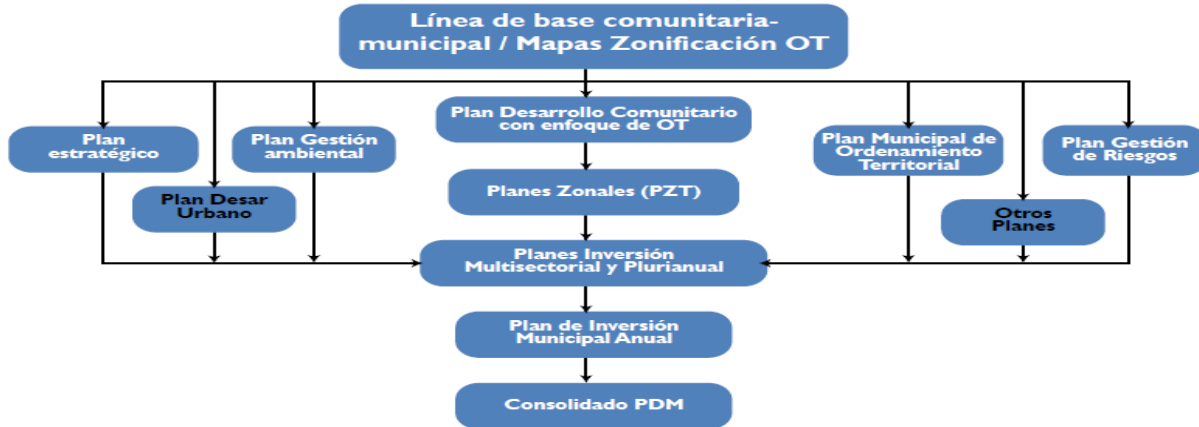 Línea de base comunitaria-
municipal / Mapas Zonificación OT
Plan
estratégico
Plan Desar
Urbano
Plan Gestión
ambiental
Plan Desarrollo Comunitario
con enfoque de OT
Planes Zonales (PZT)
Plan Municipal de
Ordenamiento
Territorial
Otros
Planes
Plan Gestión
de Riesgos
Planes Inversión
Multisectorial y Plurianual
Plan de Inversión
Municipal Anual
Consolidado PDM